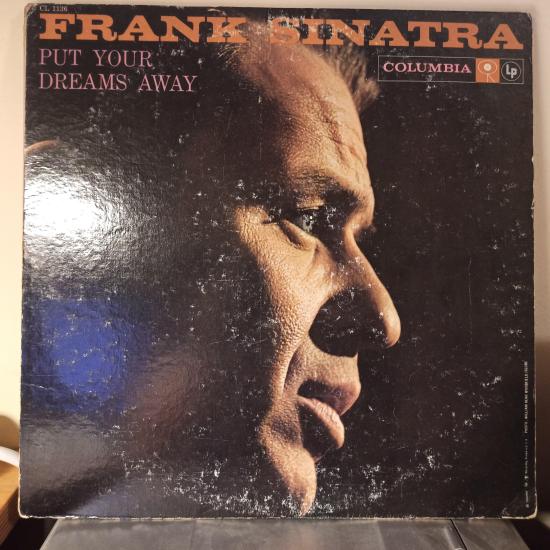 CL 1136
FRANK SINATRA
PUT YOUR
DREAMS AWAY
COLUMBIA
Lp